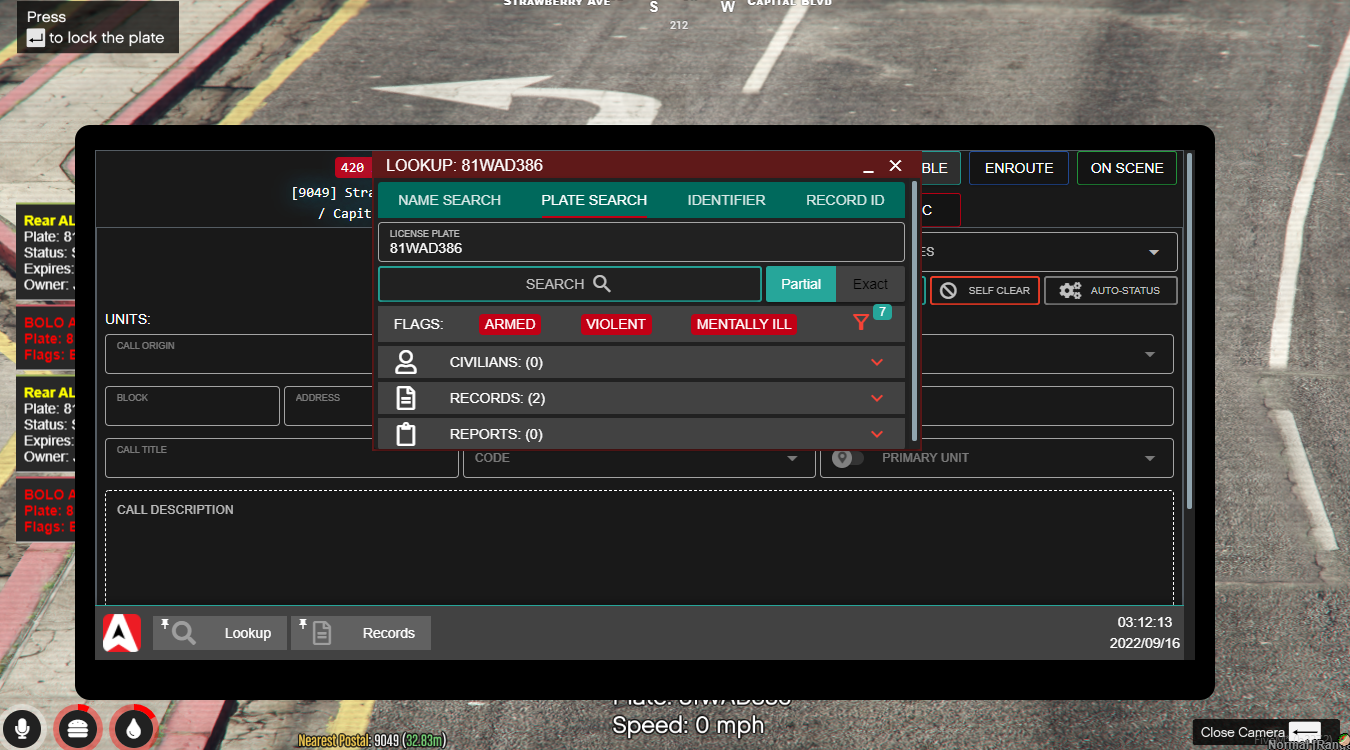 Press
to lock the plate
STRAWBERRY AVE S W CAPITAL BLVD
212
420
[9049] Stra
/ Capit
LOOKUP: 81WAD386
BLE
ENROUTE
ON SCENE
C
NAME SEARCH
PLATE SEARCH
IDENTIFIER
RECORD ID
LICENSE PLATE
81WAD386
SEARCH
Partial
Exact
ES
SELF CLEAR
AUTO-STATUS
FLAGS:
ARMED
VIOLENT
MENTALLY ILL
7
CIVILIANS: (0)
RECORDS: (2)
REPORTS: (0)
UNITS:
CALL ORIGIN
BLOCK
ADDRESS
CALL TITLE
CODE
PRIMARY UNIT
CALL DESCRIPTION
Rear AL
Plate: 81
Status: S
Expires:
Owner: J
BOLO A
Plate: 8
Flags: E
Rear AL
Plate: 81
Status: S
Expires:
Owner: J
BOLO A
Plate: 8
Flags: E
Lookup
Records
03:12:13
2022/09/16
Plate: 81WAD386
Speed: 0 mph
Nearest Postal: 9049 (32.83m)
Close Camera